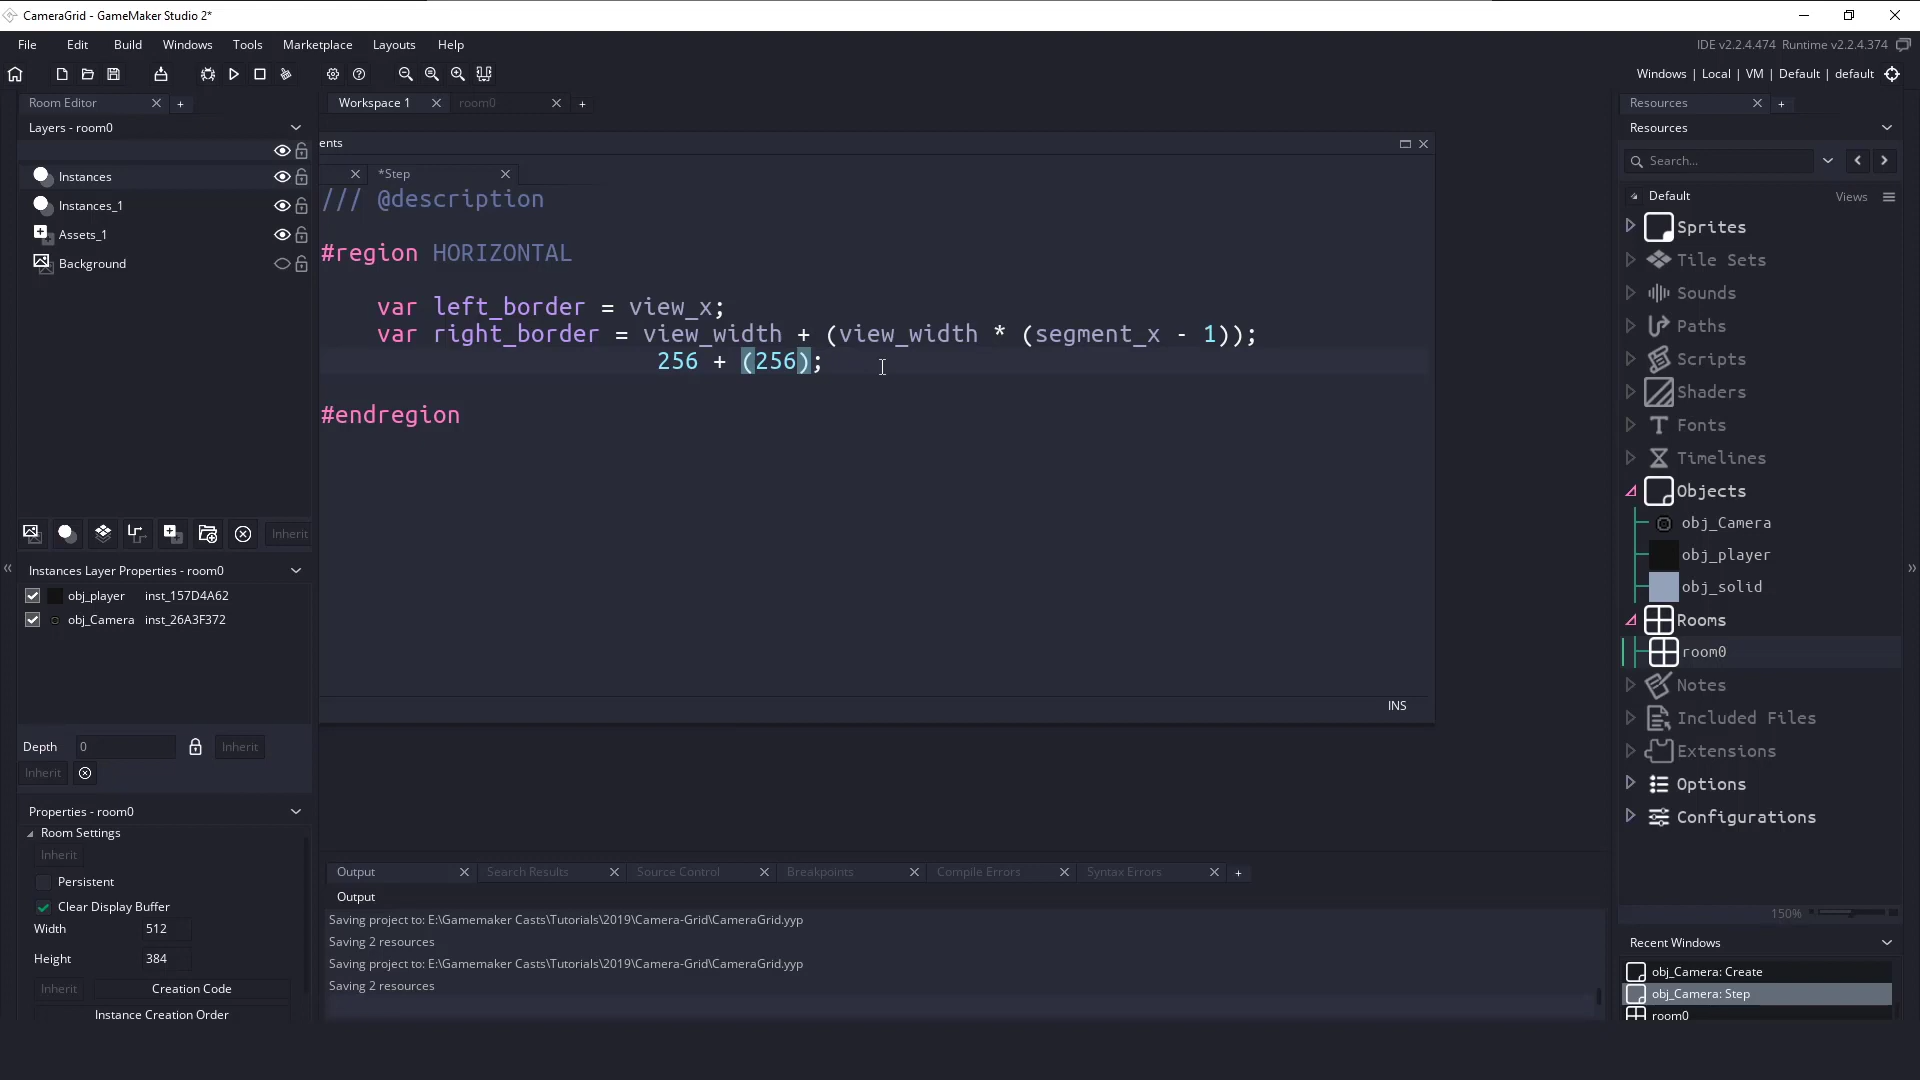 CameraGrid - GameMaker Studio 2*
File Edit Build Windows Tools Marketplace Layouts Help
IDE v2.2.4.474 Runtime v2.2.4.374
Windows | Local | VM | Default | default
Room Editor
Layers - room0
Instances
Instances_1
Assets_1
Background
Inherit
Instances Layer Properties - room0
obj_player inst_157D4A62
obj_Camera inst_26A3F372
Depth 0 Inherit
Inherit
Properties - room0
Room Settings
Inherit
Persistent
Clear Display Buffer
Width 512
Height 384
Inherit Creation Code
Instance Creation Order
Workspace 1 room0
ents
*Step
/// @description
#region HORIZONTAL
var left_border = view_x;
var right_border = view_width + (view_width * (segment_x - 1));
256 + (256);
#endregion
INS
Output Search Results Source Control Breakpoints Compile Errors Syntax Errors
Output
Saving project to: E:\Gamemaker Casts\Tutorials\2019\Camera-Grid\CameraGrid.yyp
Saving 2 resources
Saving project to: E:\Gamemaker Casts\Tutorials\2019\Camera-Grid\CameraGrid.yyp
Saving 2 resources
Resources
Resources
Search...
Default Views
Sprites
Tile Sets
Sounds
Paths
Scripts
Shaders
Fonts
Timelines
Objects
obj_Camera
obj_player
obj_solid
Rooms
room0
Notes
Included Files
Extensions
Options
Configurations
150%
Recent Windows
obj_Camera: Create
obj_Camera: Step
room0